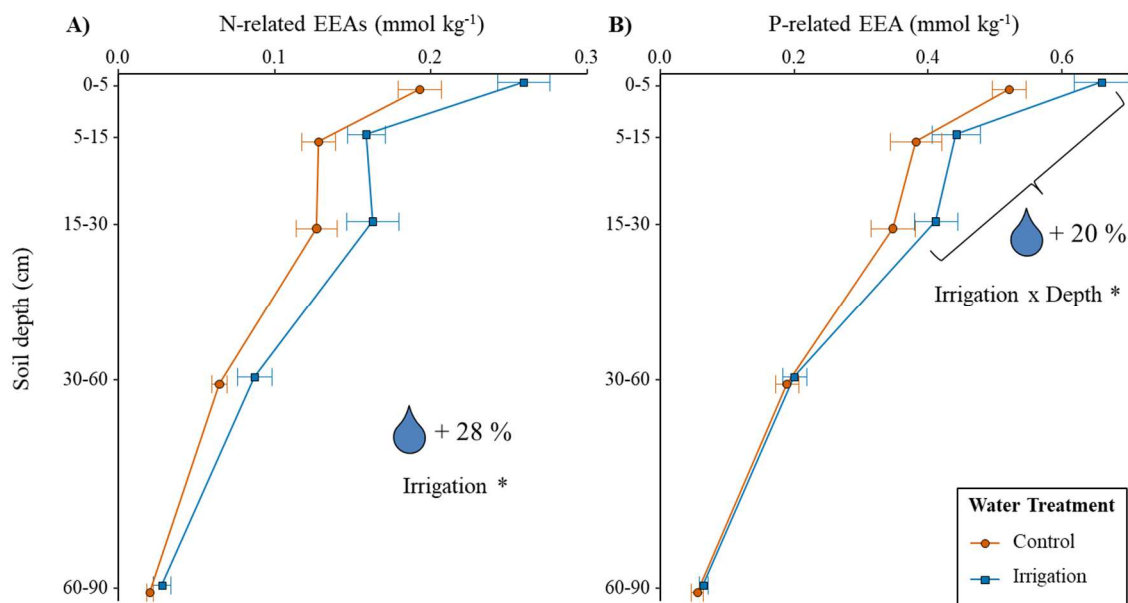 A) N-related EEAs (mmol kg⁻¹)
0.0 0.1 0.2 0.3
0-5
5-15
15-30
30-60
60-90
Soil depth (cm)
+ 28 %
Irrigation *
B) P-related EEA (mmol kg⁻¹)
0.0 0.2 0.4 0.6
+ 20 %
Irrigation x Depth *
Water Treatment
Control
Irrigation